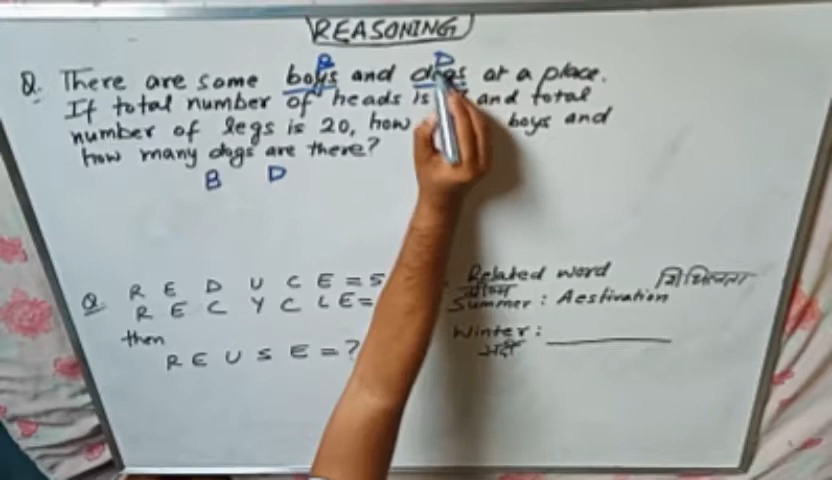 REASONING
B D
Q. There are some boys and dogs at a place.
If total number of heads is and total
number of legs is 20, how boys and
how many dogs are there?
B D
Q. R E D U C E = 5
R E C Y C L E =
then
R E U S E = ?
Related word
Summer : Aestivation
Winter :